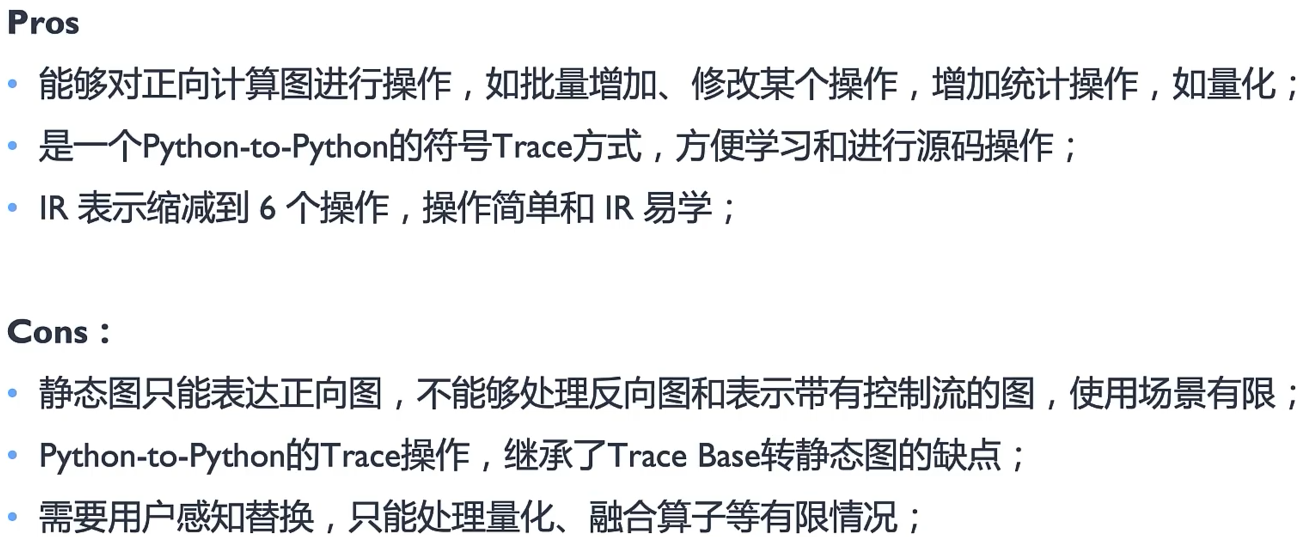 Pros
• 能够对正向计算图进行操作，如批量增加、修改某个操作，增加统计操作，如量化；
• 是一个Python-to-Python的符号Trace方式，方便学习和进行源码操作；
• IR 表示缩减到 6 个操作，操作简单和 IR 易学；
Cons：
• 静态图只能表达正向图，不能够处理反向图和表示带有控制流的图，使用场景有限；
• Python-to-Python的Trace操作，继承了Trace Base转静态图的缺点；
• 需要用户感知替换，只能处理量化、融合算子等有限情况；